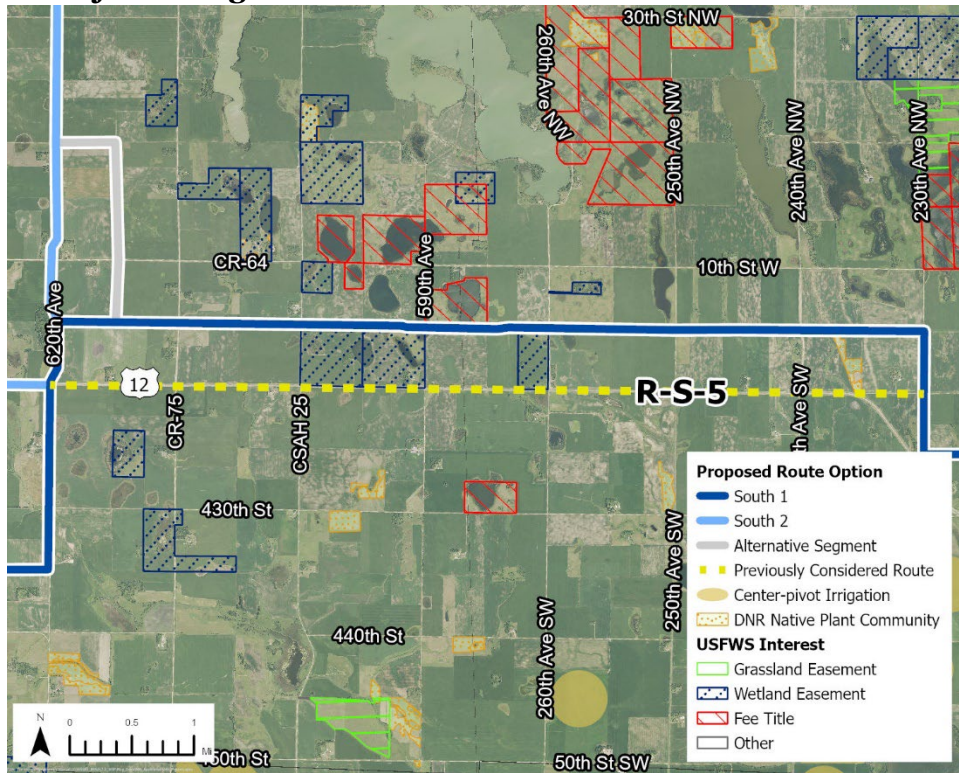 30th St NW
260th Ave NW
250th Ave NW
240th Ave NW
230th Ave NW
CR-64
590th Ave
10th St W
620th Ave
12
R-S-5
CR-75
CSAH 25
th Ave SW
430th St
250th Ave SW
440th St
260th Ave SW
50th St SW
Proposed Route Option
South 1
South 2
Alternative Segment
Previously Considered Route
Center-pivot Irrigation
DNR Native Plant Community
USFWS Interest
Grassland Easement
Wetland Easement
Fee Title
Other
N
0 0.5 1
Mi